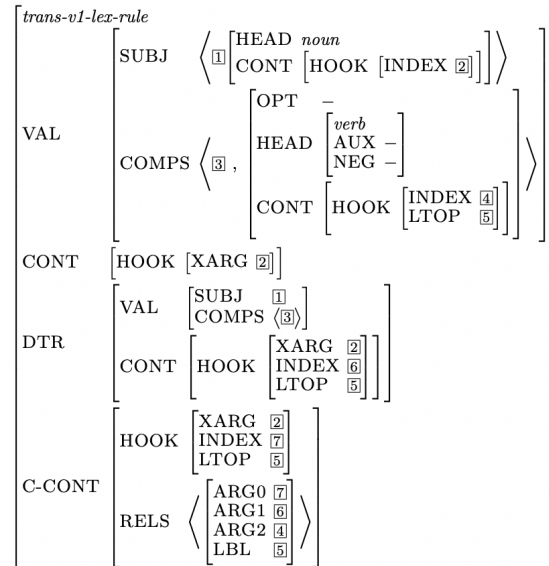 trans-v1-lex-rule
VAL
SUBJ ⟨ 1 [ HEAD noun
CONT [ HOOK [ INDEX 2 ] ] ] ⟩
COMPS ⟨ 3 ,
OPT −
HEAD [ verb
AUX −
NEG − ]
CONT [ HOOK [ INDEX 4
LTOP 5 ] ] ⟩
CONT [ HOOK [ XARG 2 ] ]
DTR
VAL [ SUBJ 1
COMPS ⟨ 3 ⟩ ]
CONT [ HOOK [ XARG 2
INDEX 6
LTOP 5 ] ]
C-CONT
HOOK [ XARG 2
INDEX 7
LTOP 5 ]
RELS ⟨ [ ARG0 7
ARG1 6
ARG2 4
LBL 5 ] ⟩